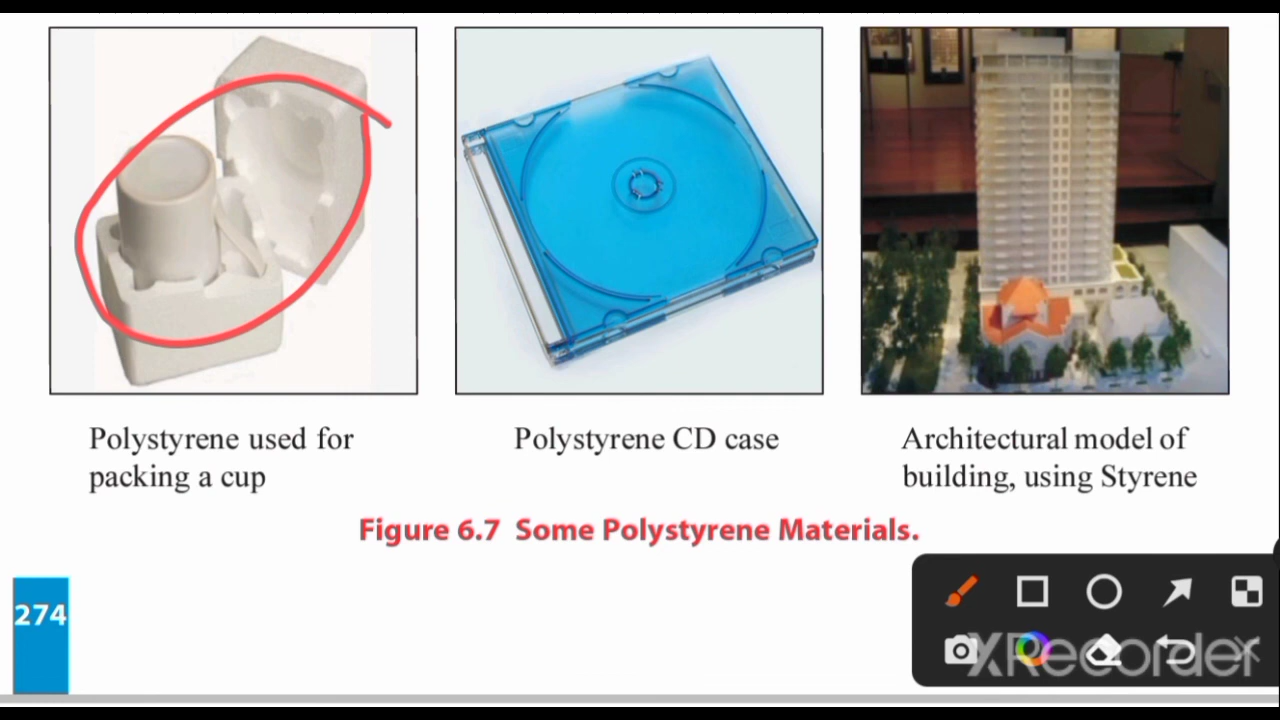 Polystyrene used for
packing a cup
Polystyrene CD case
Architectural model of
building, using Styrene
Figure 6.7 Some Polystyrene Materials.
274
XRecorder